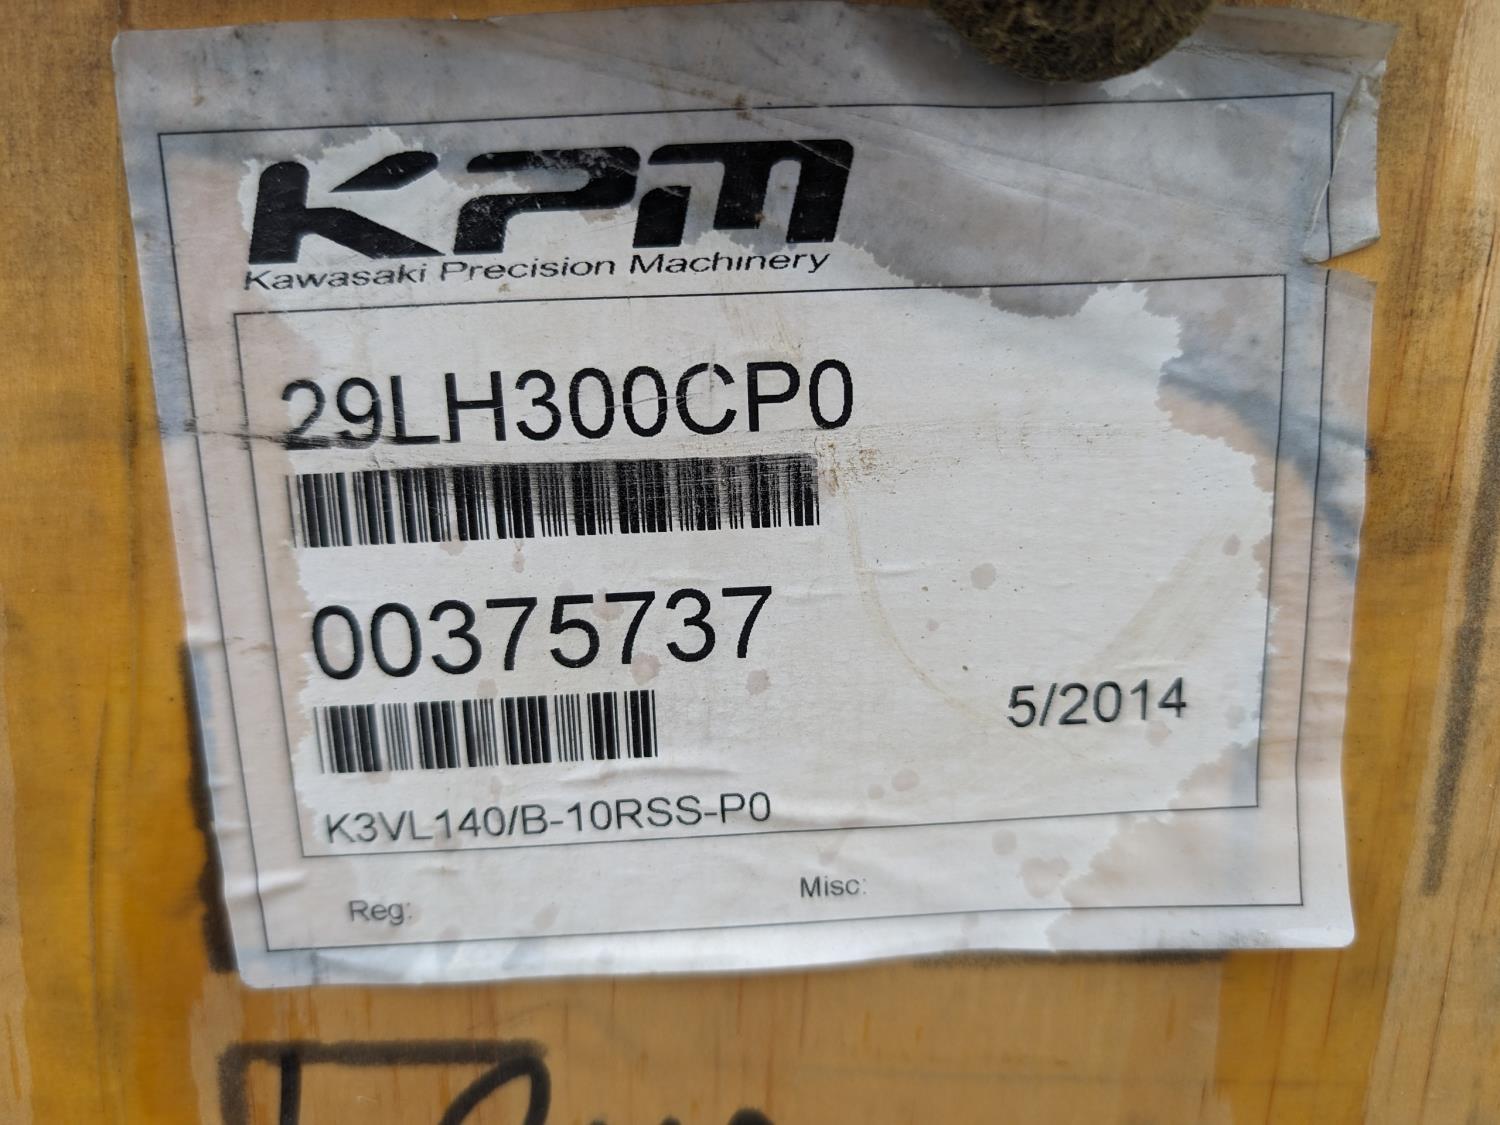 KPM
Kawasaki Precision Machinery
29LH300CP0
00375737
5/2014
K3VL140/B-10RSS-P0
Reg:
Misc: